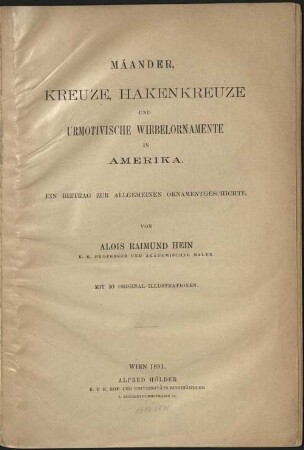 MÄANDER,
KREUZE, HAKENKREUZE
UND
URMOTIVISCHE WIRBELORNAMENTE
IN
AMERIKA.
EIN BEITRAG ZUR ALLGEMEINEN ORNAMENTGESCHICHTE.
VON
ALOIS RAIMUND HEIN
K. K. PROFESSOR UND AKADEMISCHER MALER.
MIT 30 ORIGINAL-ILLUSTRATIONEN.
WIEN 1891.
ALFRED HÖLDER
K. U. K. HOF- UND UNIVERSITÄTS-BUCHHÄNDLER